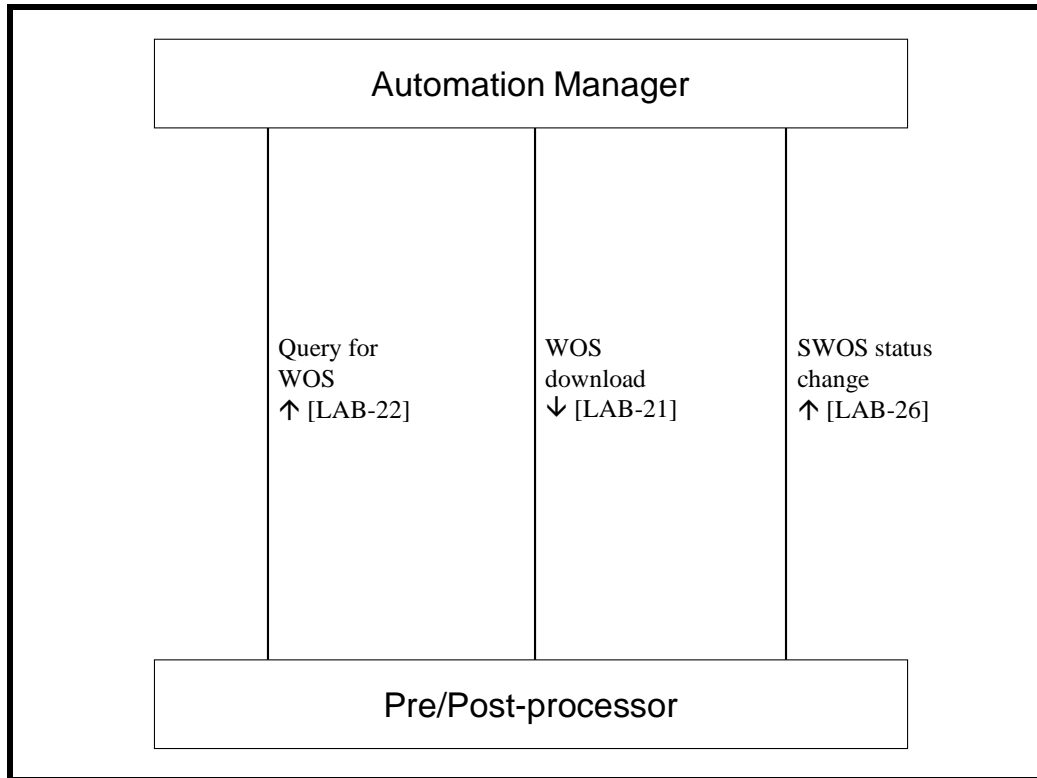 Automation Manager
Query for
WOS
↑ [LAB-22]
WOS
download
↓ [LAB-21]
SWOS status
change
↑ [LAB-26]
Pre/Post-processor